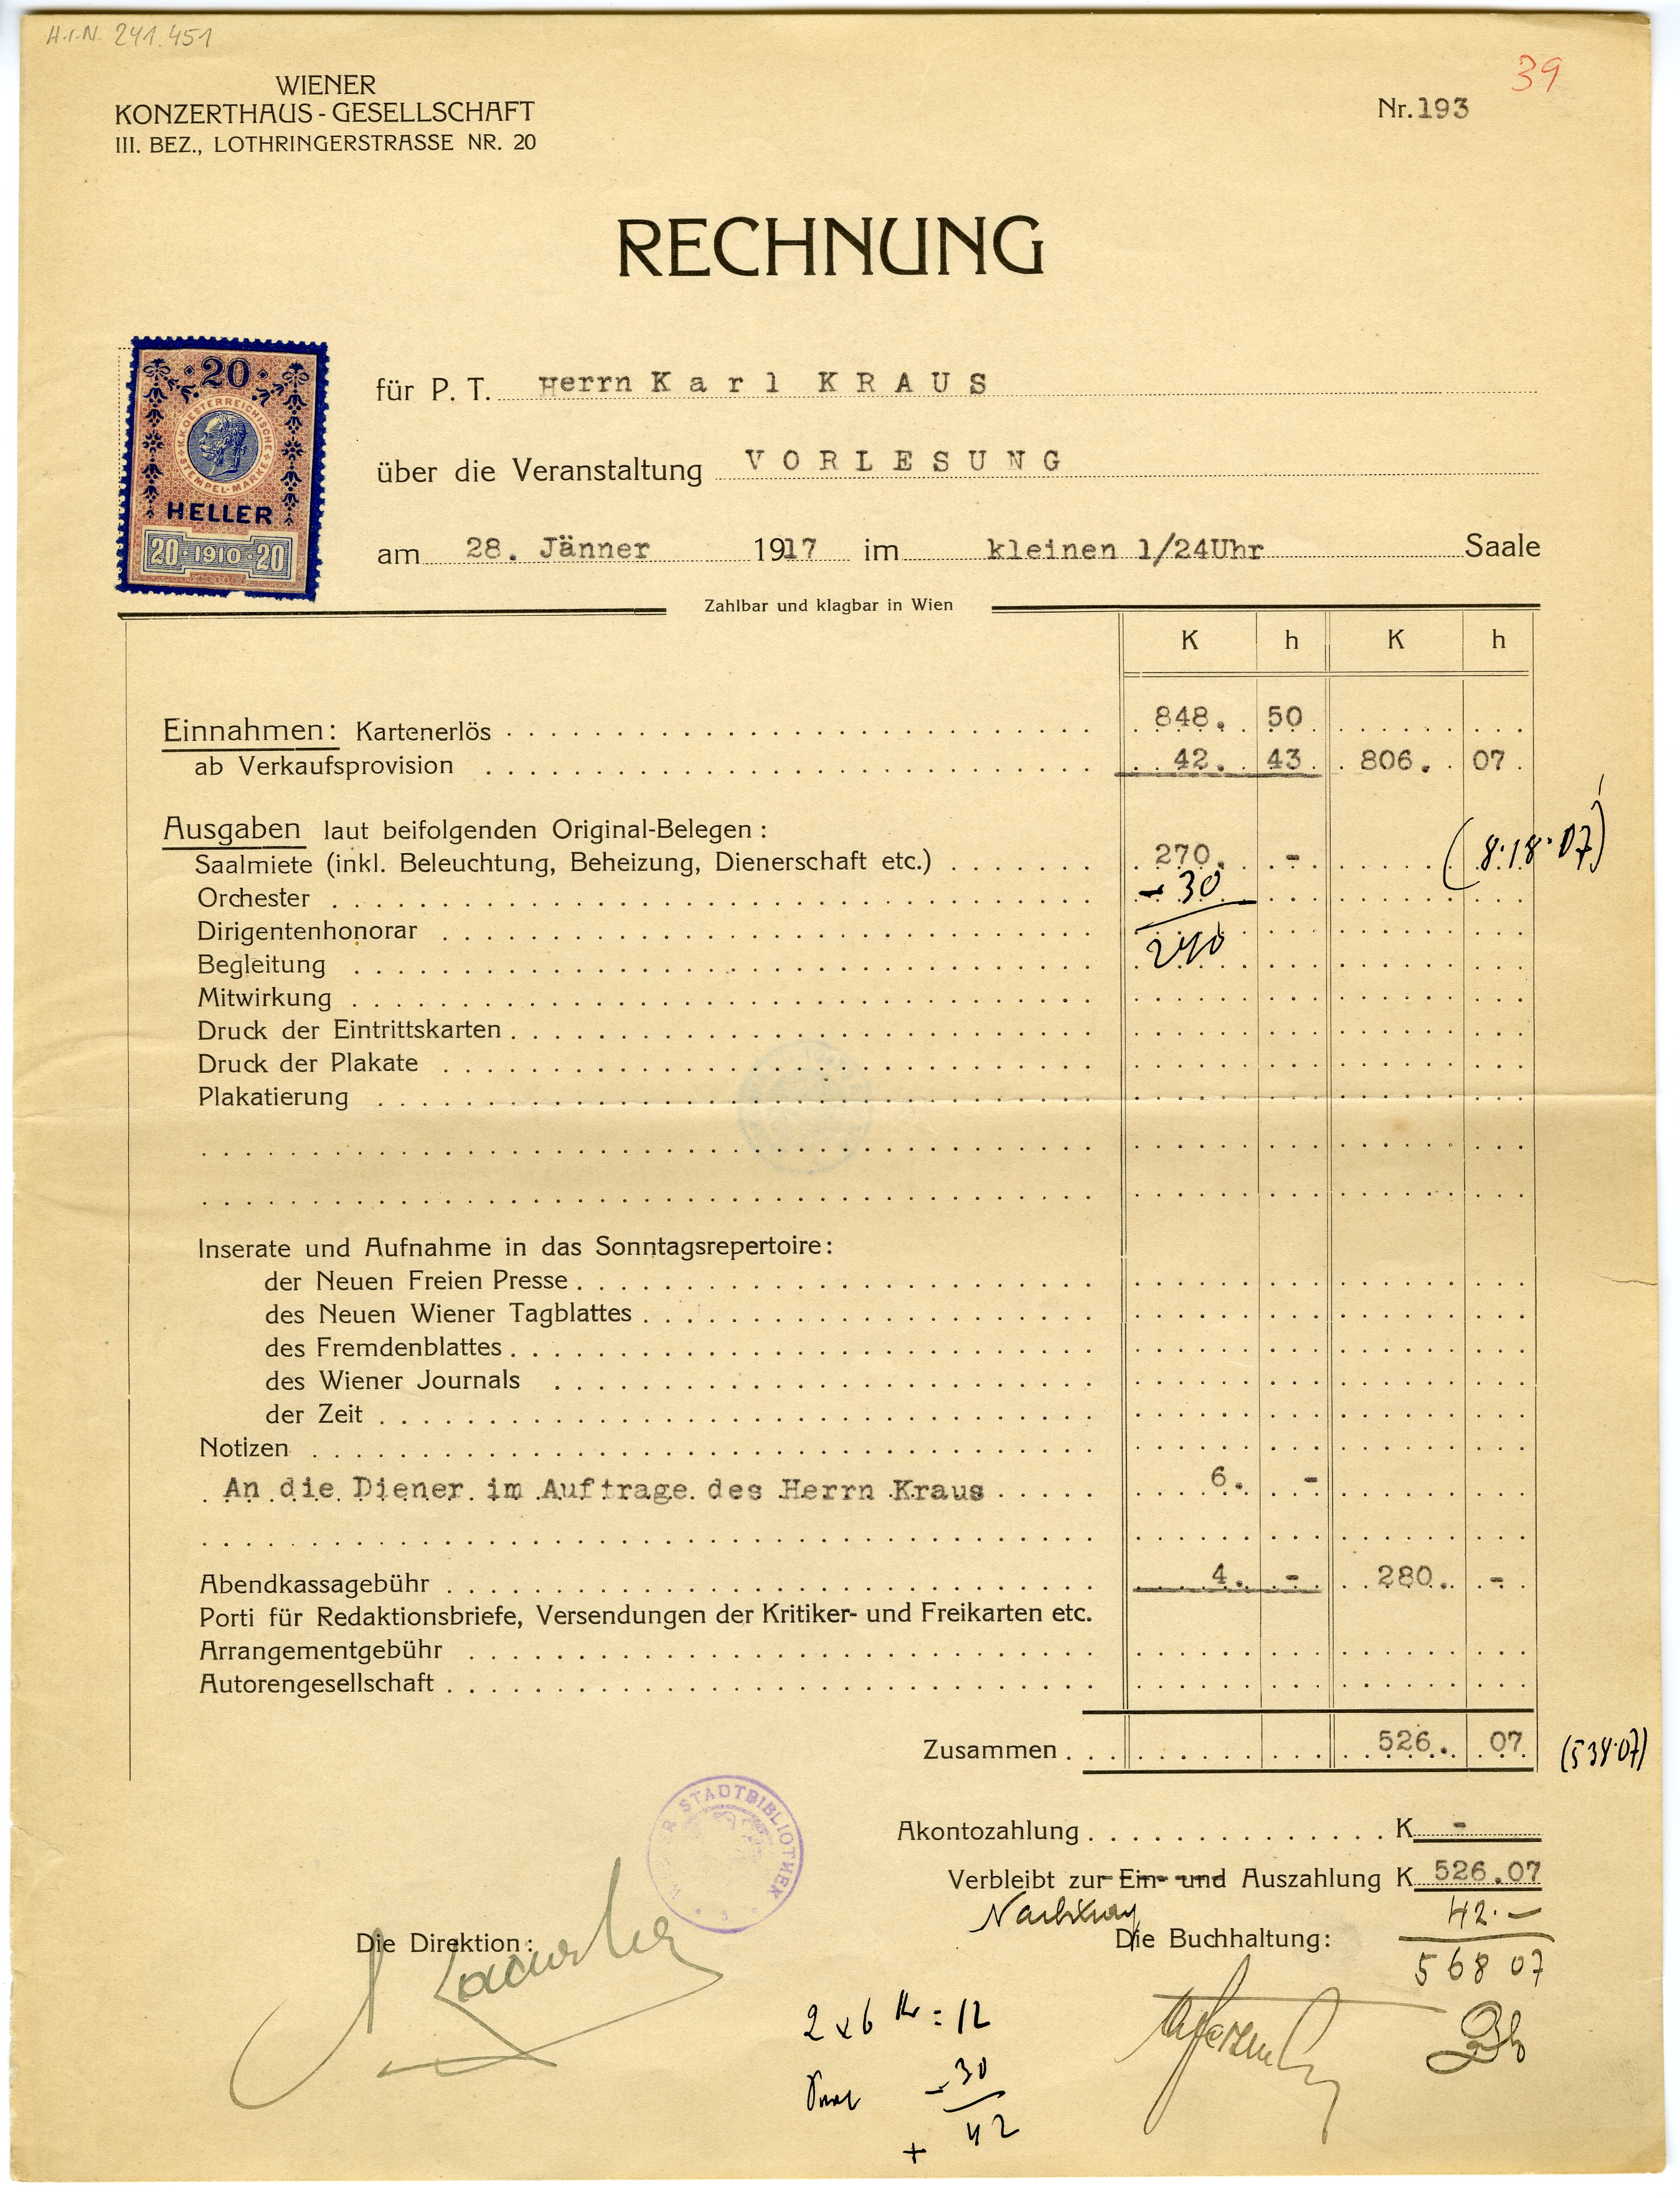 H.I.N. 241.451
39
WIENER
KONZERTHAUS-GESELLSCHAFT
III. BEZ., LOTHRINGERSTRASSE NR. 20
Nr. 193
RECHNUNG
20
K.K. OESTERREICHISCHE STEMPEL-MARKE
HELLER
20 · 1910 · 20
für P. T. Herrn Karl KRAUS
über die Veranstaltung VORLESUNG
am 28. Jänner 1917 im kleinen 1/24Uhr Saale
Zahlbar und klagbar in Wien
K h K h
Einnahmen: Kartenerlös 848. 50
ab Verkaufsprovision 42. 43 806. 07
Ausgaben laut beifolgenden Original-Belegen:
Saalmiete (inkl. Beleuchtung, Beheizung, Dienerschaft etc.) 270. - (818·07)
Orchester - 30
Dirigentenhonorar
Begleitung 240
Mitwirkung
Druck der Eintrittskarten
Druck der Plakate
Plakatierung
Inserate und Aufnahme in das Sonntagsrepertoire:
der Neuen Freien Presse
des Neuen Wiener Tagblattes
des Fremdenblattes
des Wiener Journals
der Zeit
Notizen
An die Diener im Auftrage des Herrn Kraus 6. -
Abendkassagebühr 4. - 280. -
Porti für Redaktionsbriefe, Versendungen der Kritiker- und Freikarten etc.
Arrangementgebühr
Autorengesellschaft
Zusammen 526. 07 (538·07)
Akontozahlung K -
Verbleibt zur Ein- und Auszahlung K 526.07
42·—
Die Direktion: Die Buchhaltung:
568 07
WIENER STADTBIBLIOTHEK
2 x 6 Kr = 12
- 30
+ 42